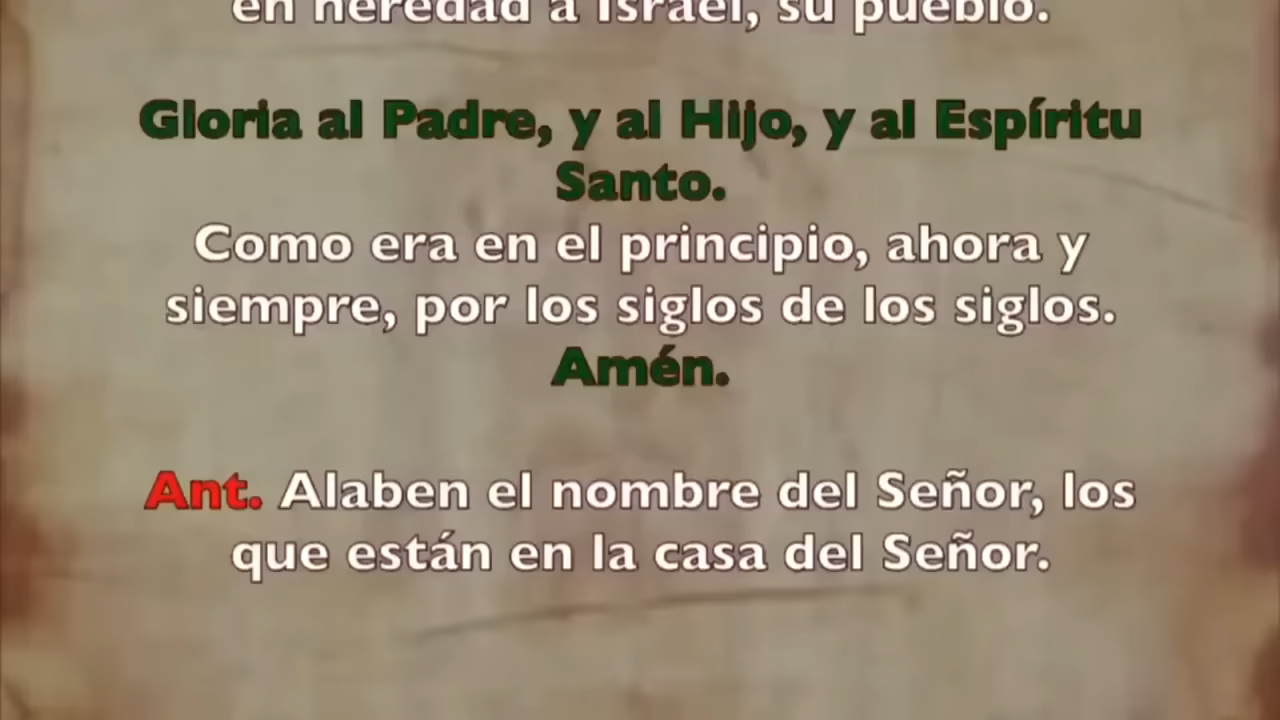 en heredad a Israel, su pueblo.
Gloria al Padre, y al Hijo, y al Espíritu
Santo.
Como era en el principio, ahora y
siempre, por los siglos de los siglos.
Amén.
Ant. Alaben el nombre del Señor, los
que están en la casa del Señor.